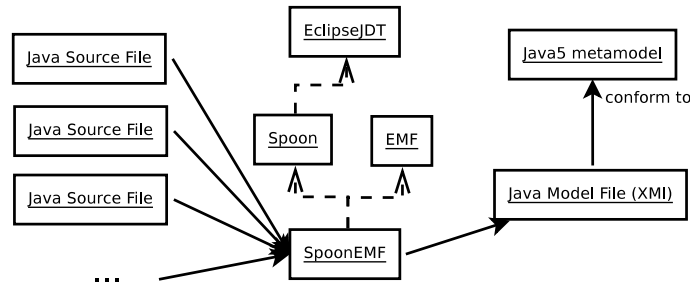 EclipseJDT
Java Source File
Java5 metamodel
conform to
Java Source File
Spoon
EMF
Java Source File
Java Model File (XMI)
SpoonEMF
...